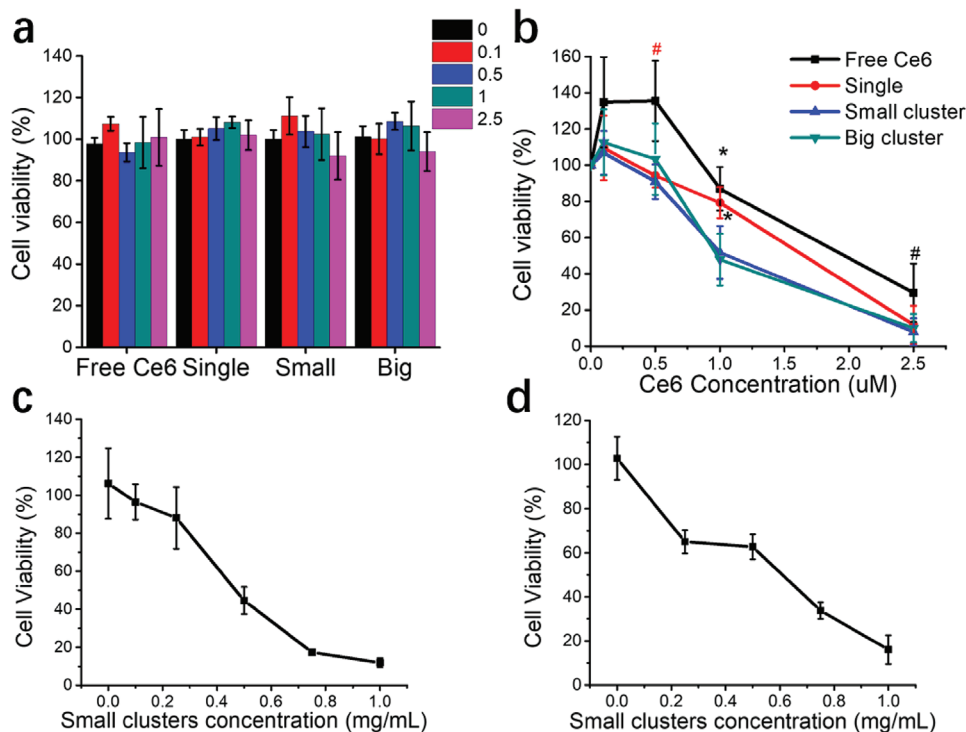 a
140
120
100
80
60
40
20
0
Cell viability (%)
Free Ce6 Single Small Big
0
0.1
0.5
1
2.5
b
160
140
120
100
80
60
40
20
0
Cell viability (%)
#
*
*
#
Free Ce6
Single
Small cluster
Big cluster
0.0 0.5 1.0 1.5 2.0 2.5
Ce6 Concentration (uM)
c
140
120
100
80
60
40
20
0
Cell Viability (%)
0.0 0.2 0.4 0.6 0.8 1.0
Small clusters concentration (mg/mL)
d
120
100
80
60
40
20
0
Cell Viability (%)
0.0 0.2 0.4 0.6 0.8 1.0
Small clusters concentration (mg/mL)